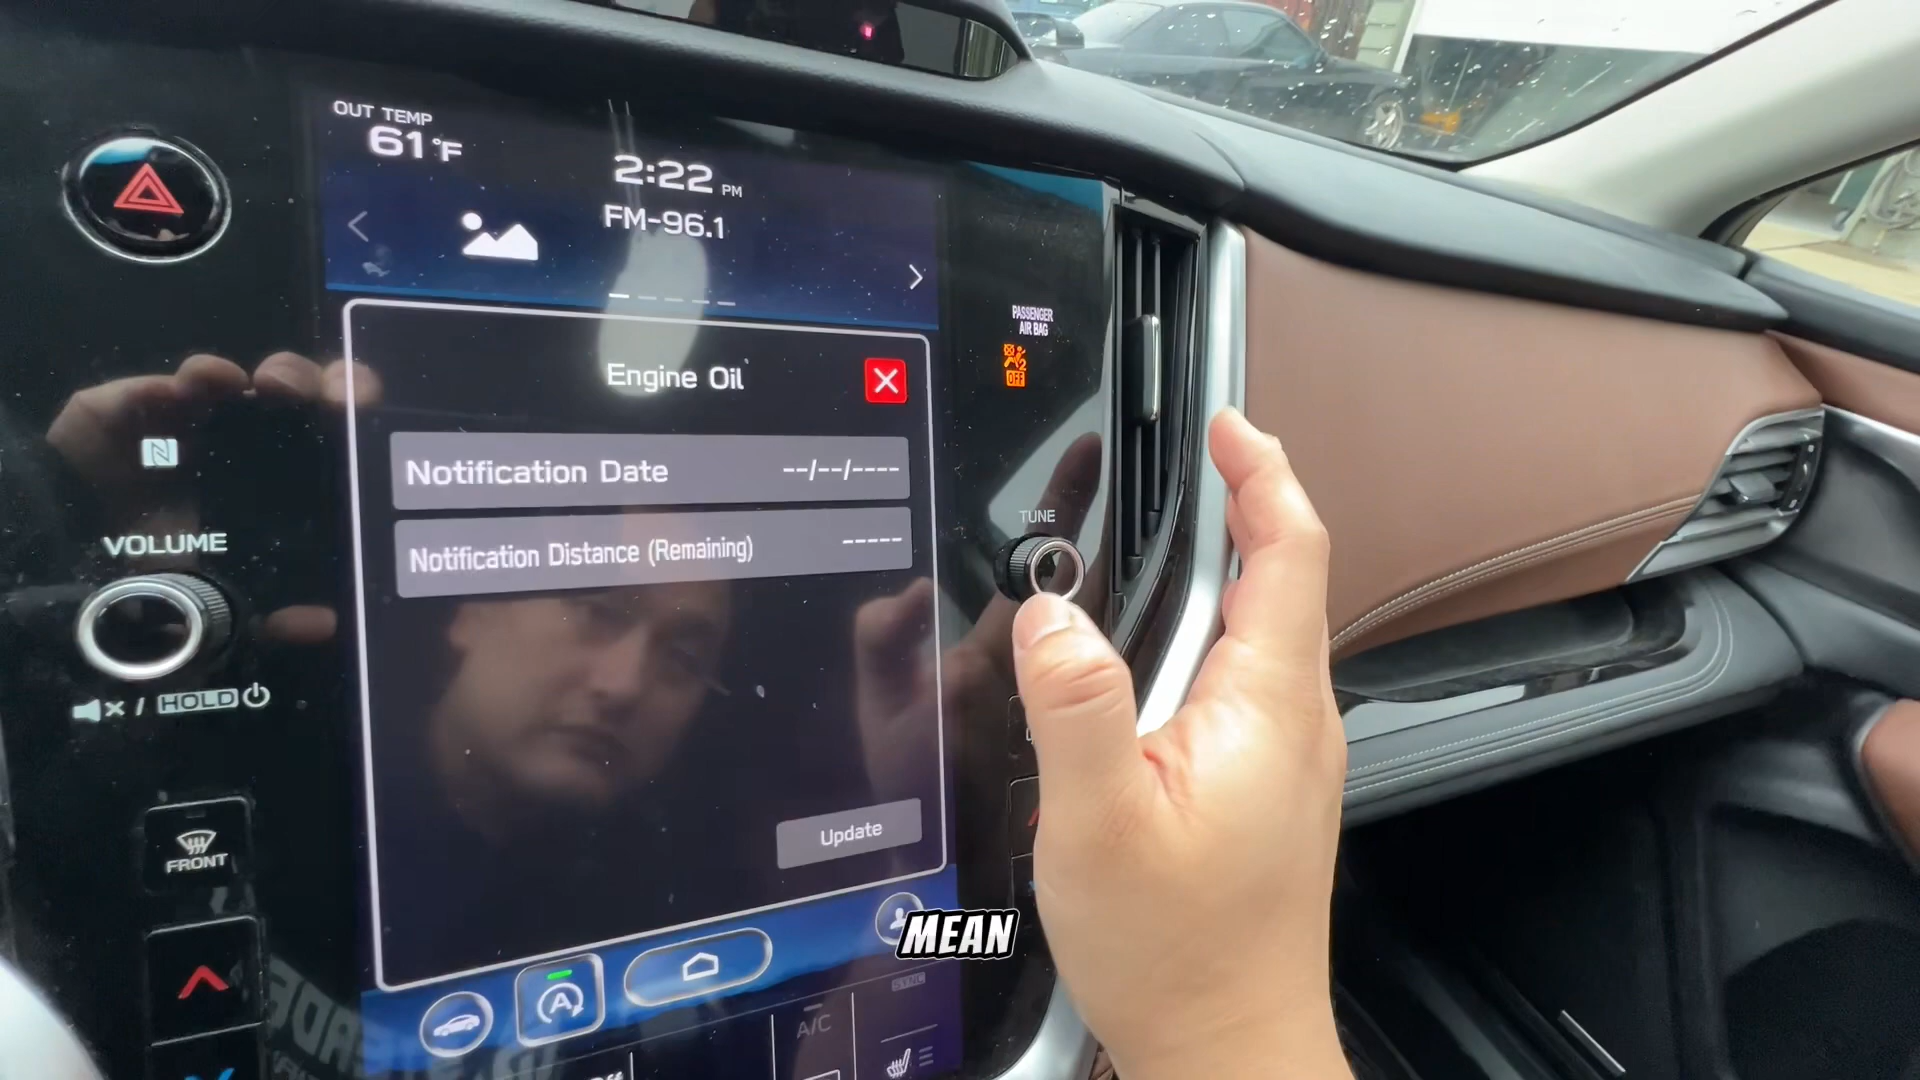 OUT TEMP
61°F
2:22 PM
FM-96.1
PASSENGER
AIR BAG
OFF
Engine Oil
Notification Date --/--/----
Notification Distance (Remaining) -----
Update
VOLUME
/ HOLD
TUNE
FRONT
MEAN
A
SYNC
A/C